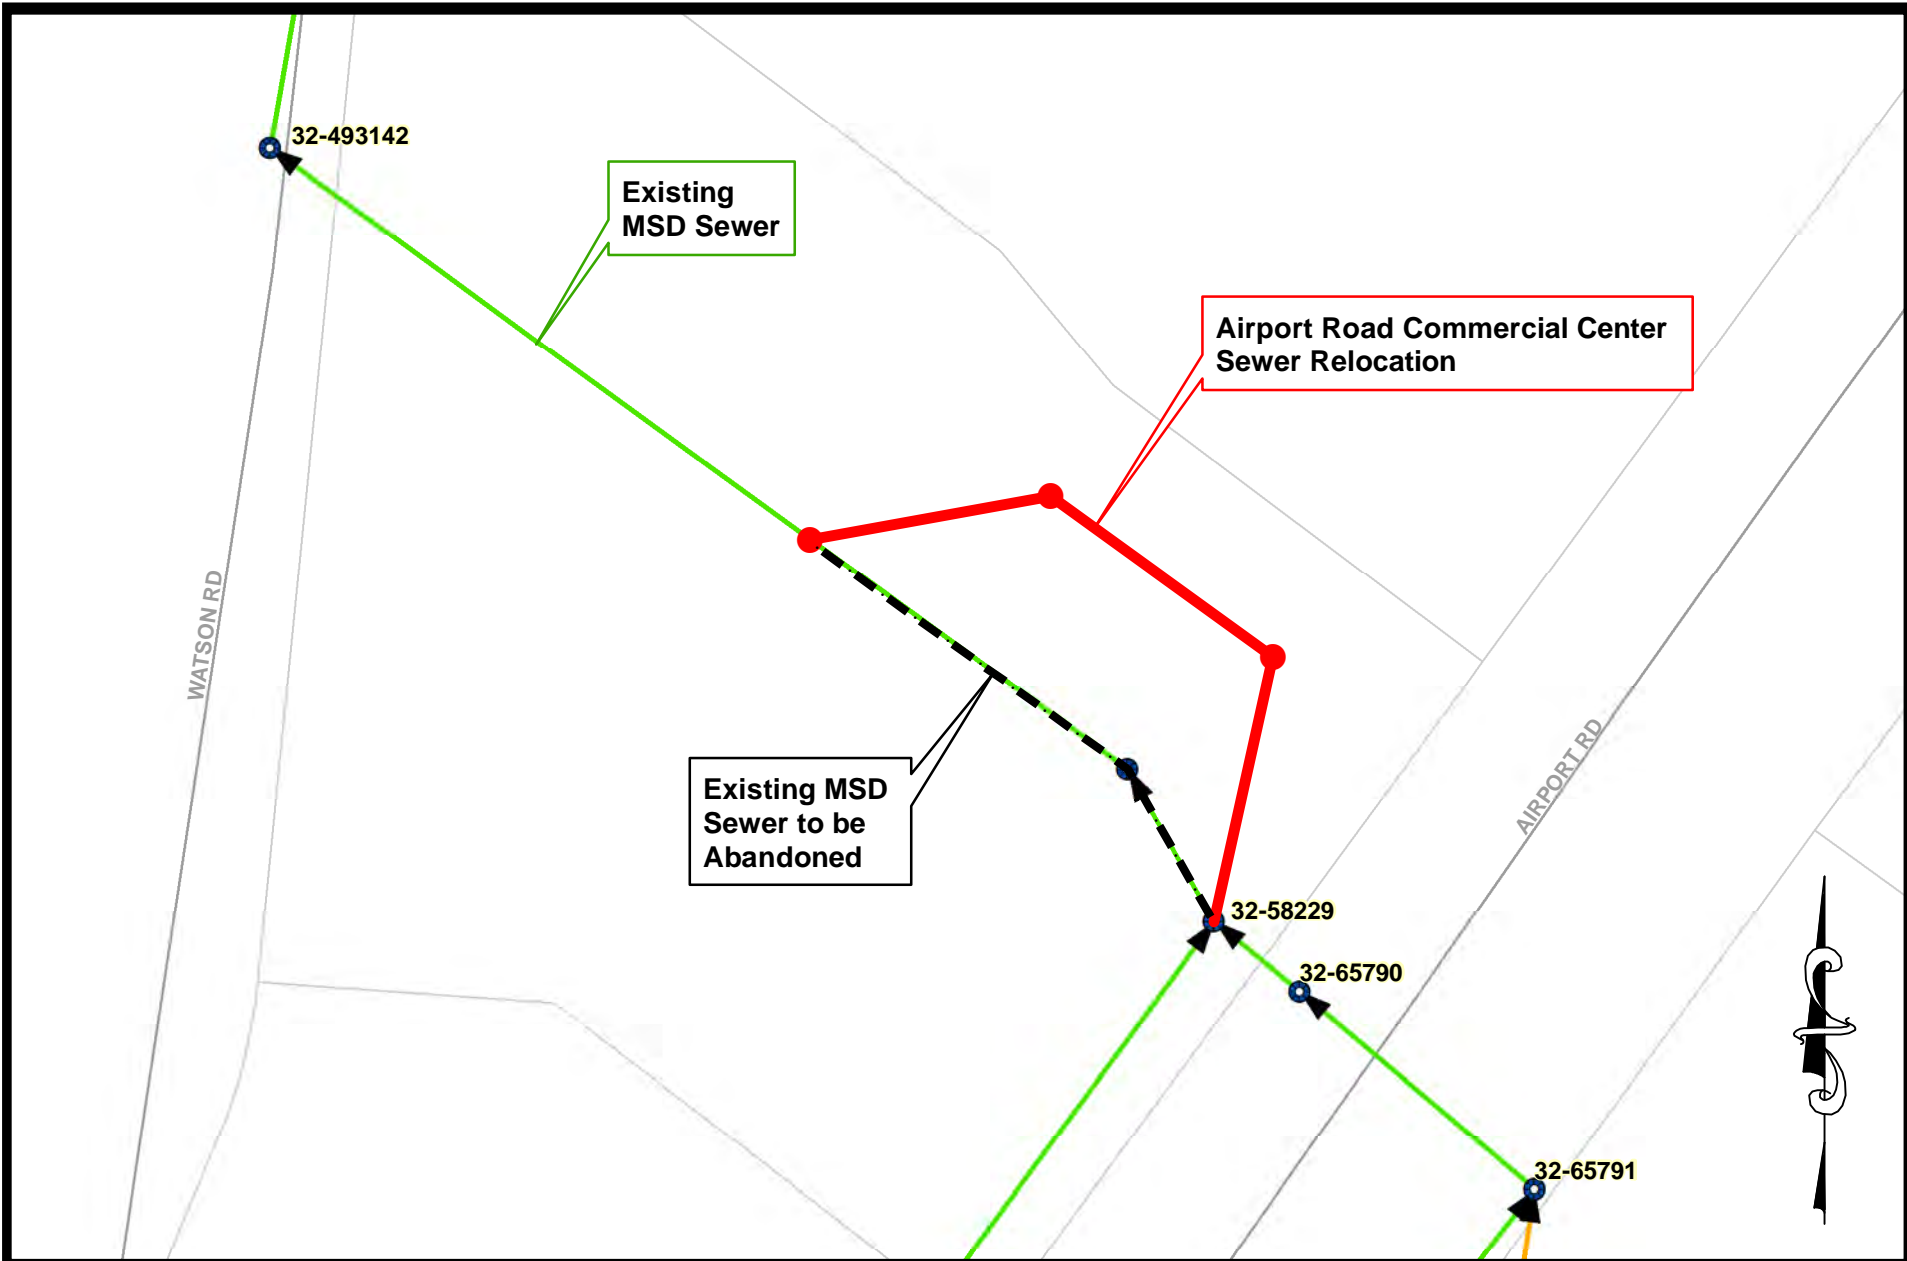 32-493142
Existing
MSD Sewer
Airport Road Commercial Center
Sewer Relocation
WATSON RD
AIRPORT RD
Existing MSD
Sewer to be
Abandoned
32-58229
32-65790
32-65791